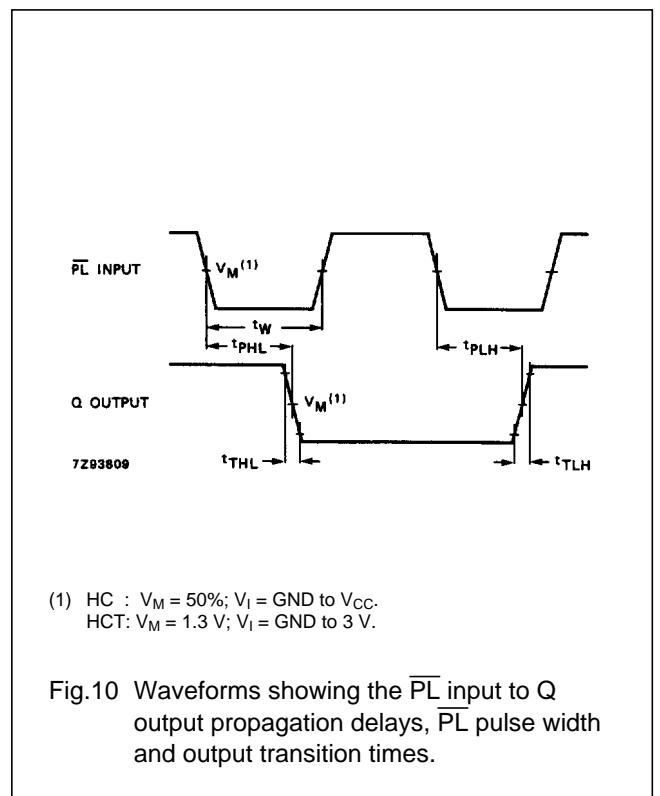 PL INPUT
VM(1)
tW
tPHL
tPLH
Q OUTPUT
VM(1)
7Z93809
tTHL
tTLH
(1) HC : VM = 50%; VI = GND to VCC.
HCT: VM = 1.3 V; VI = GND to 3 V.
Fig.10 Waveforms showing the PL input to Q
output propagation delays, PL pulse width
and output transition times.